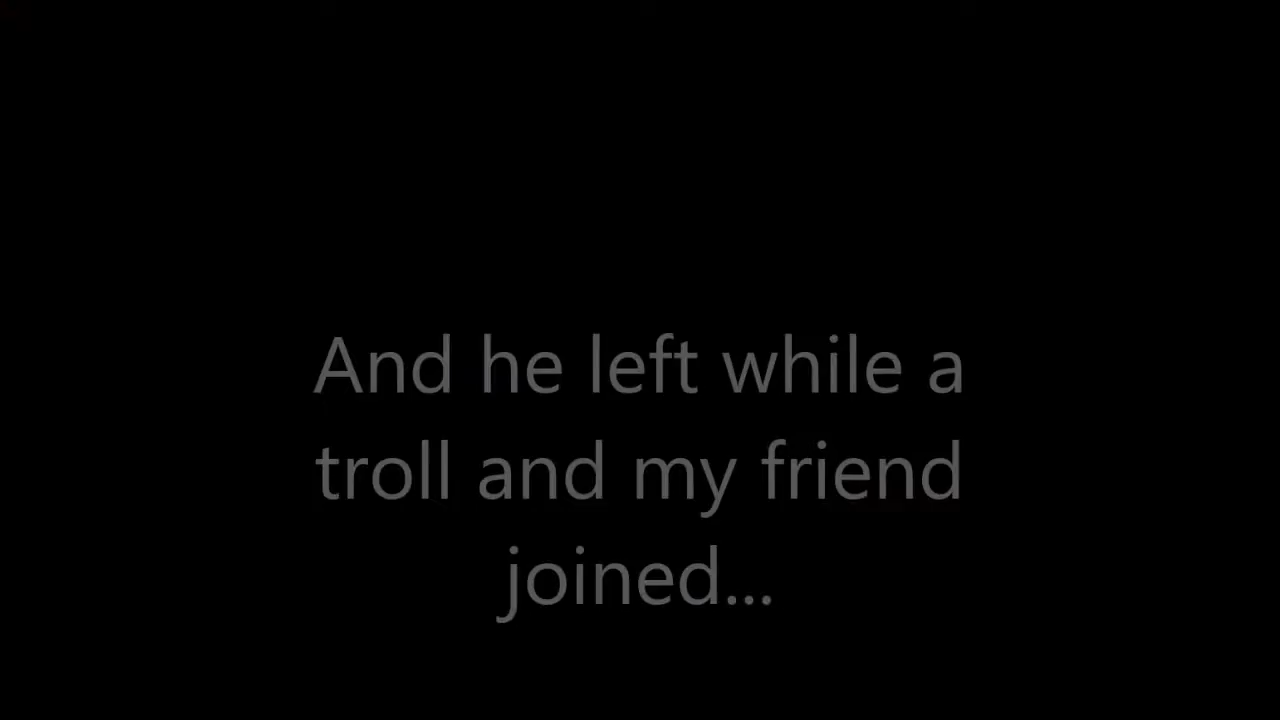 And he left while a
troll and my friend
joined...